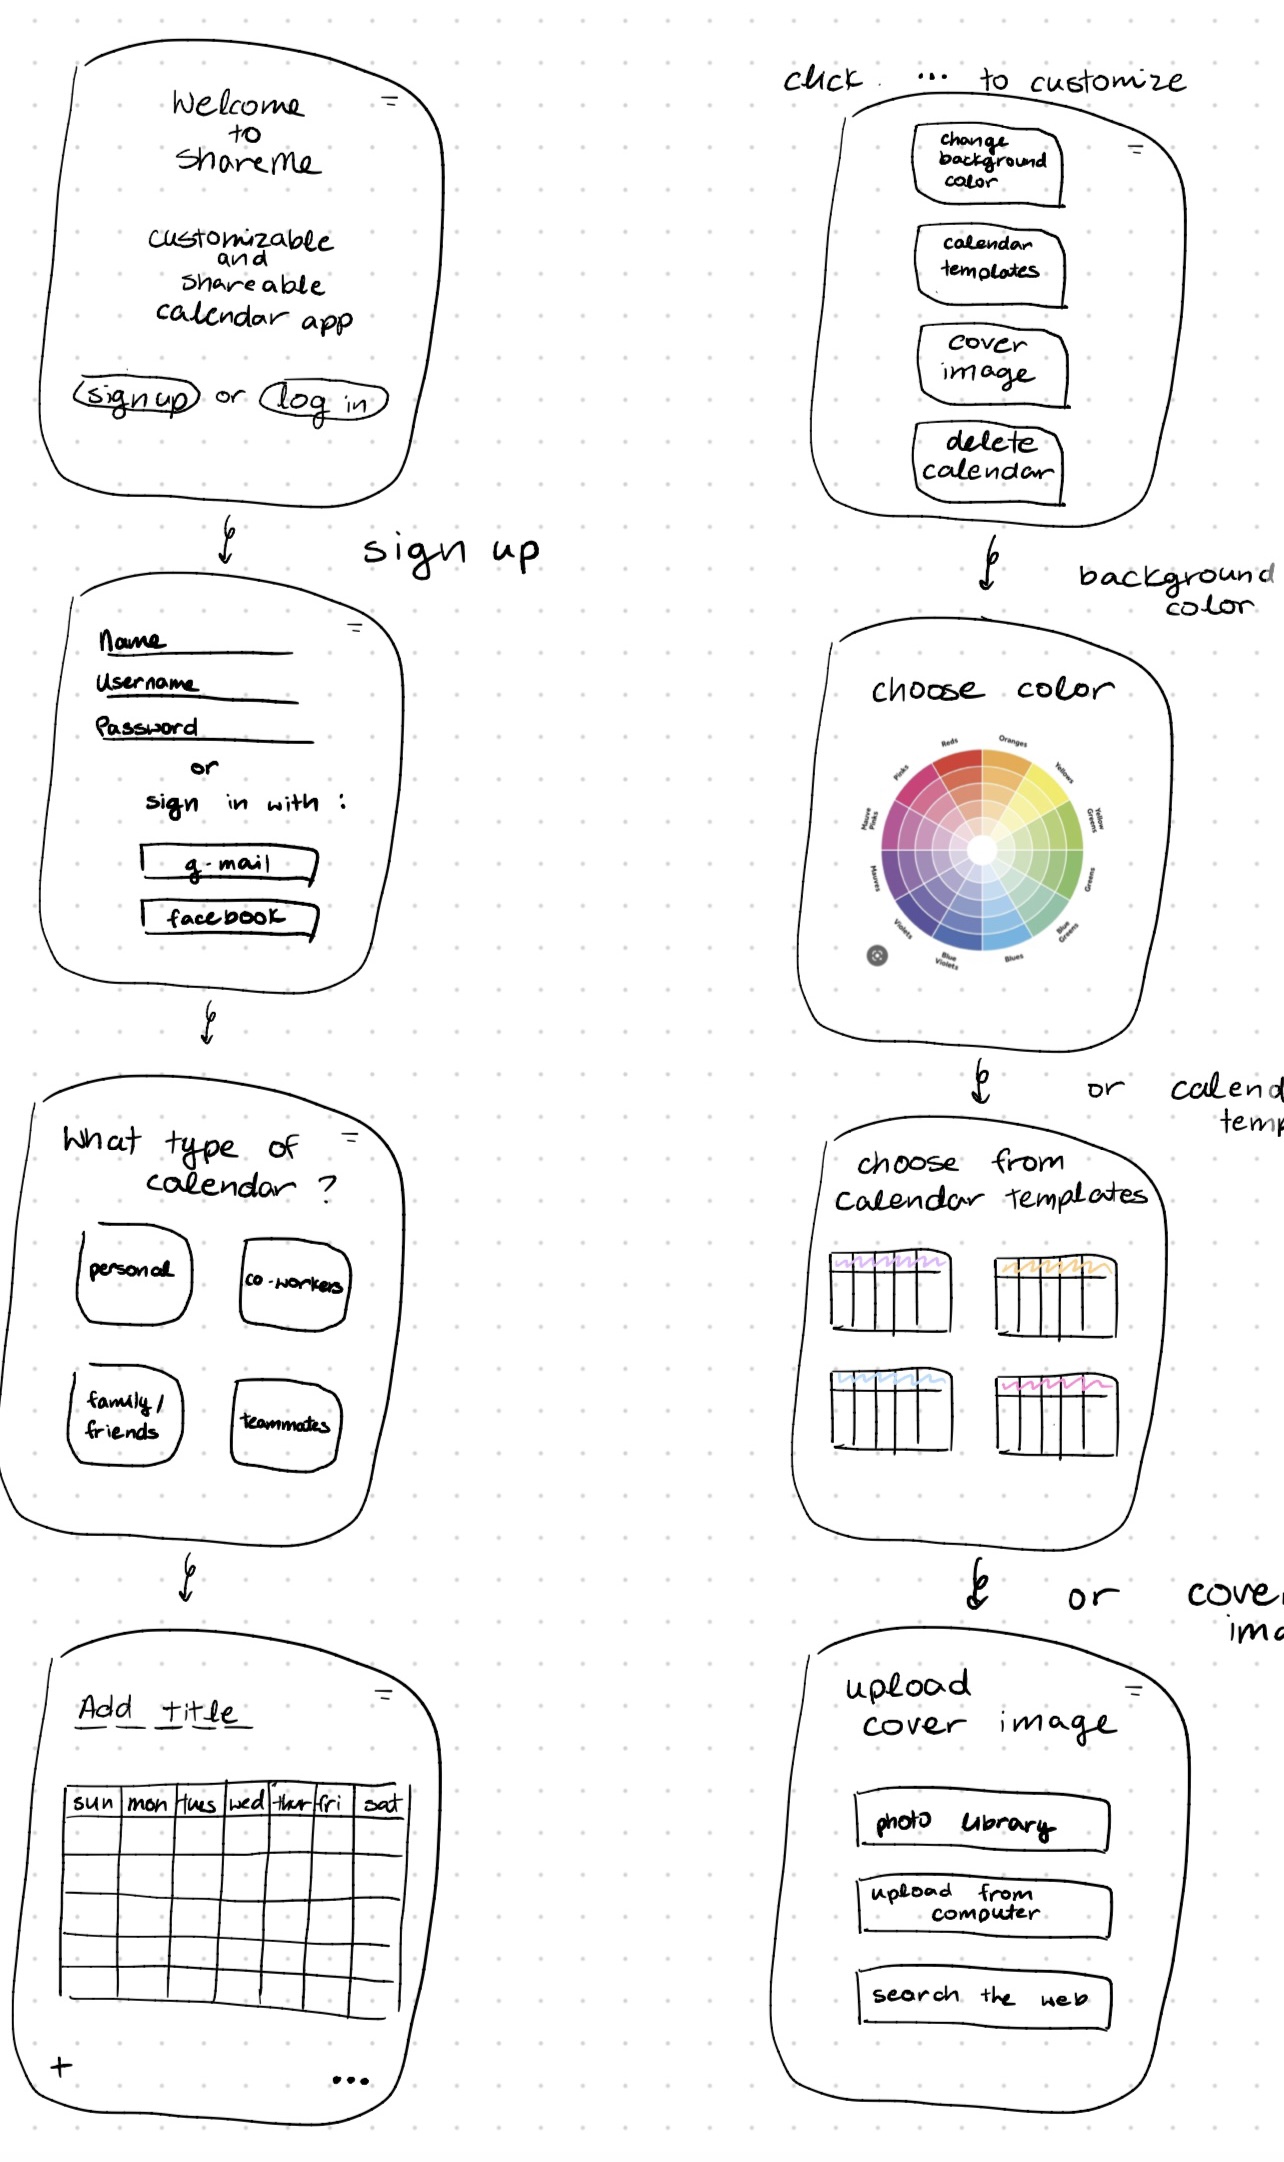 Welcome
to
shareme
customizable
and
shareable
calendar app
sign up or log in
sign up
Name
Username
Password
or
sign in with :
g-mail
facebook
What type of
calendar ?
personal
co-workers
family/
friends
teammates
Add title
sun mon tues wed thur fri sat
+
...
click ... to customize
change
background
color
calendar
templates
cover
image
delete
calendar
background
color
choose color
Reds
Oranges
Yellows
Yellow
Greens
Greens
Blue
Greens
Blues
Blue
Violets
Violets
Mauves
Mauve
Pinks
Pinks
or calend
temp
choose from
calendar templates
or cove
ima
upload
cover image
photo library
upload from
computer
search the web